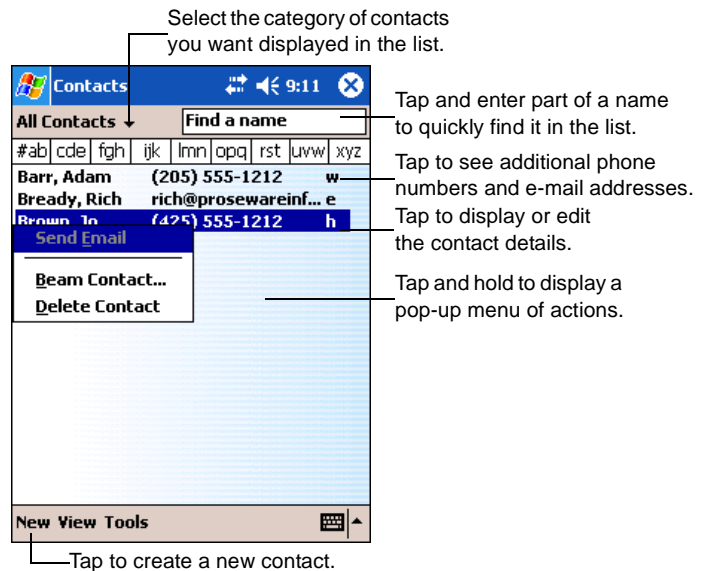 Select the category of contacts
you want displayed in the list.
Contacts 9:11
All Contacts Find a name
#ab cde fgh ijk lmn opq rst uvw xyz
Barr, Adam (205) 555-1212 w
Bready, Rich rich@prosewareinf... e
Brown, Jo (425) 555-1212 h
Send Email
Beam Contact...
Delete Contact
New View Tools
Tap and enter part of a name
to quickly find it in the list.
Tap to see additional phone
numbers and e-mail addresses.
Tap to display or edit
the contact details.
Tap and hold to display a
pop-up menu of actions.
Tap to create a new contact.